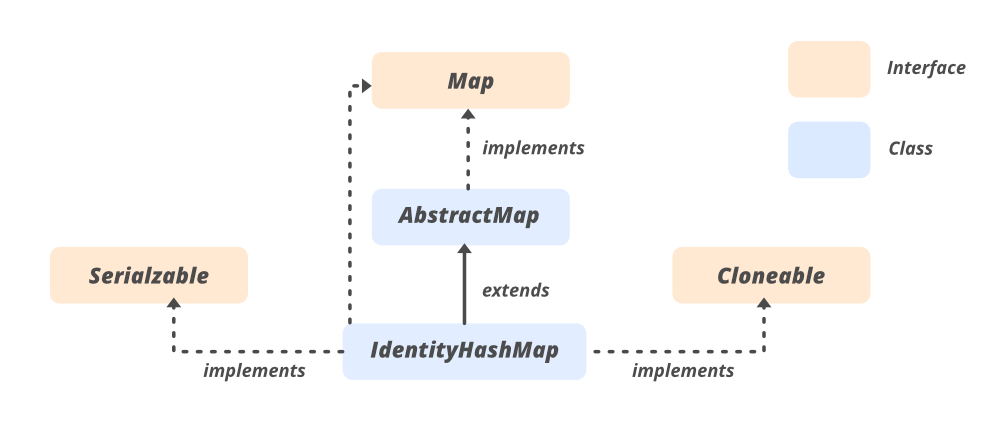 Map
Interface
implements
Class
AbstractMap
Serialzable
extends
Cloneable
IdentityHashMap
implements
implements